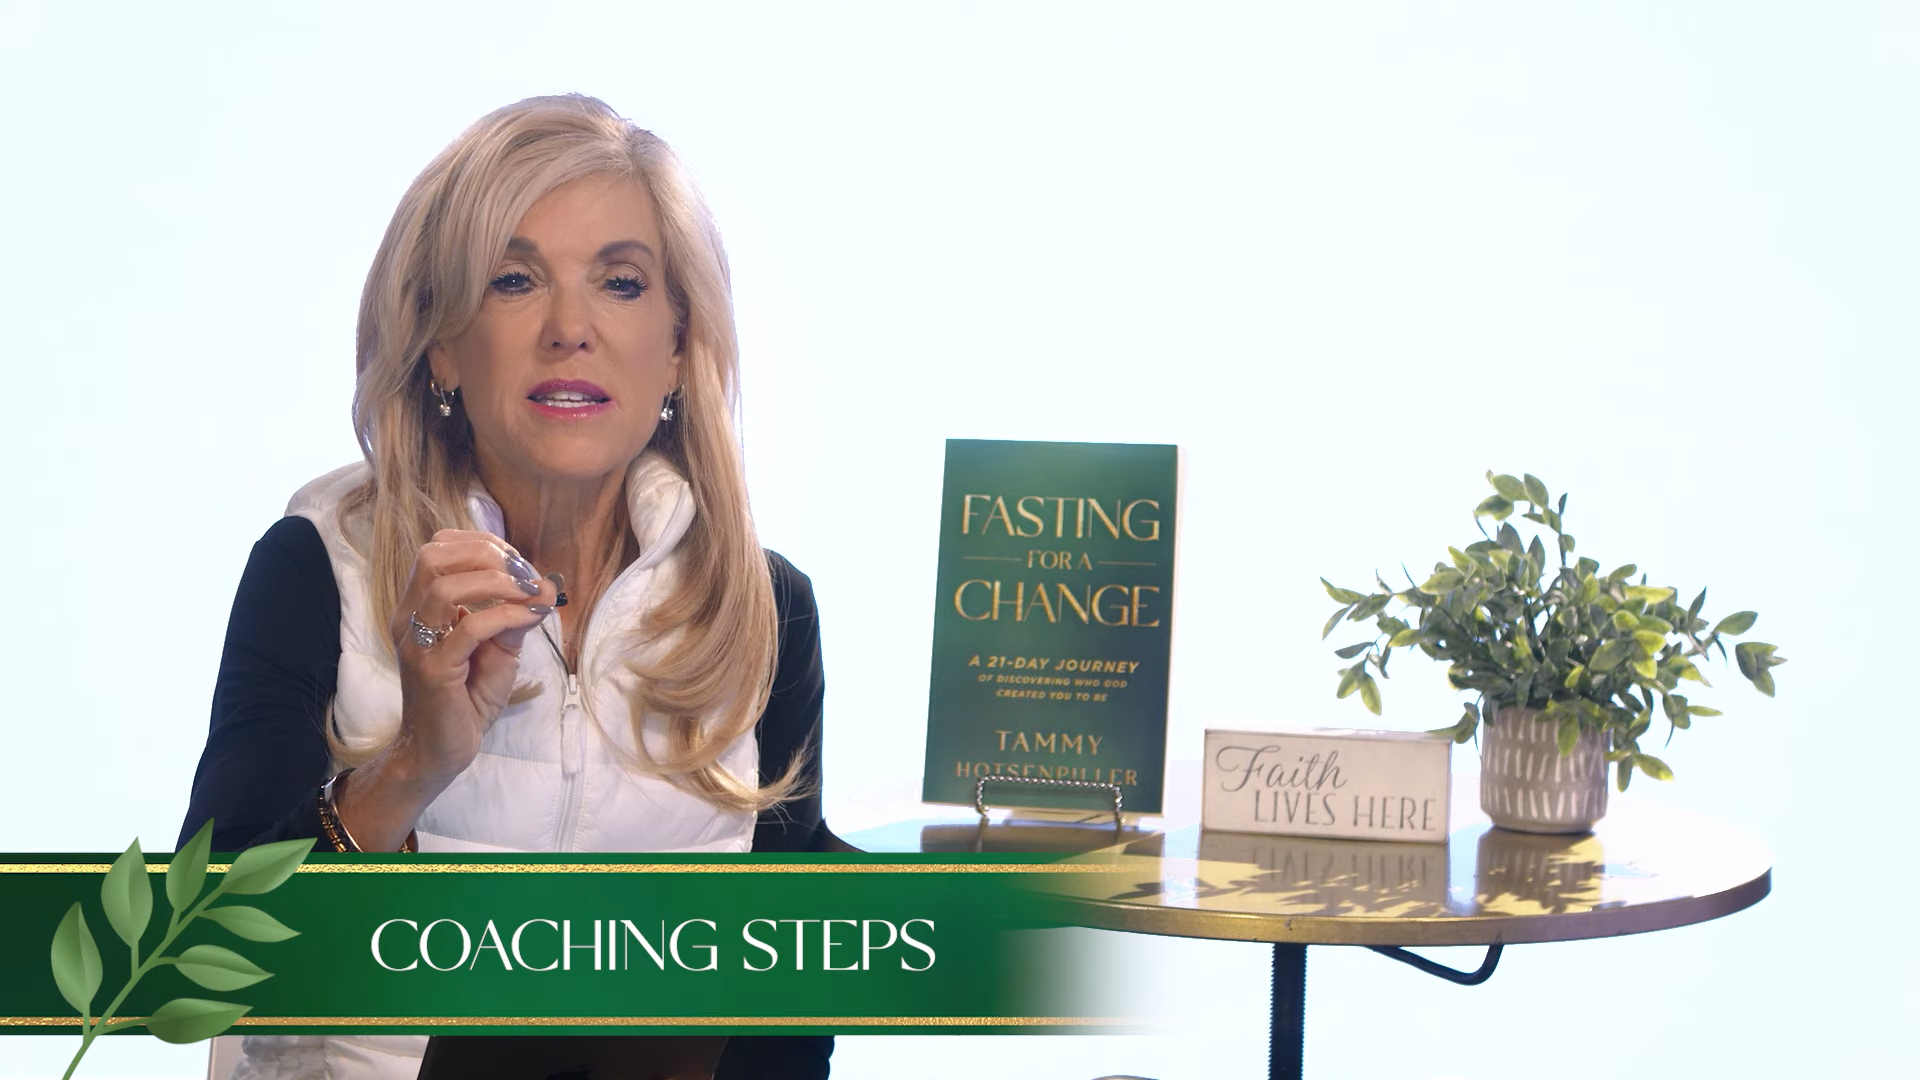 FASTING
FOR A
CHANGE
A 21-DAY JOURNEY
OF DISCOVERING WHO GOD
CREATED YOU TO BE
TAMMY
HOTSENPILLER
Faith
LIVES HERE
COACHING STEPS